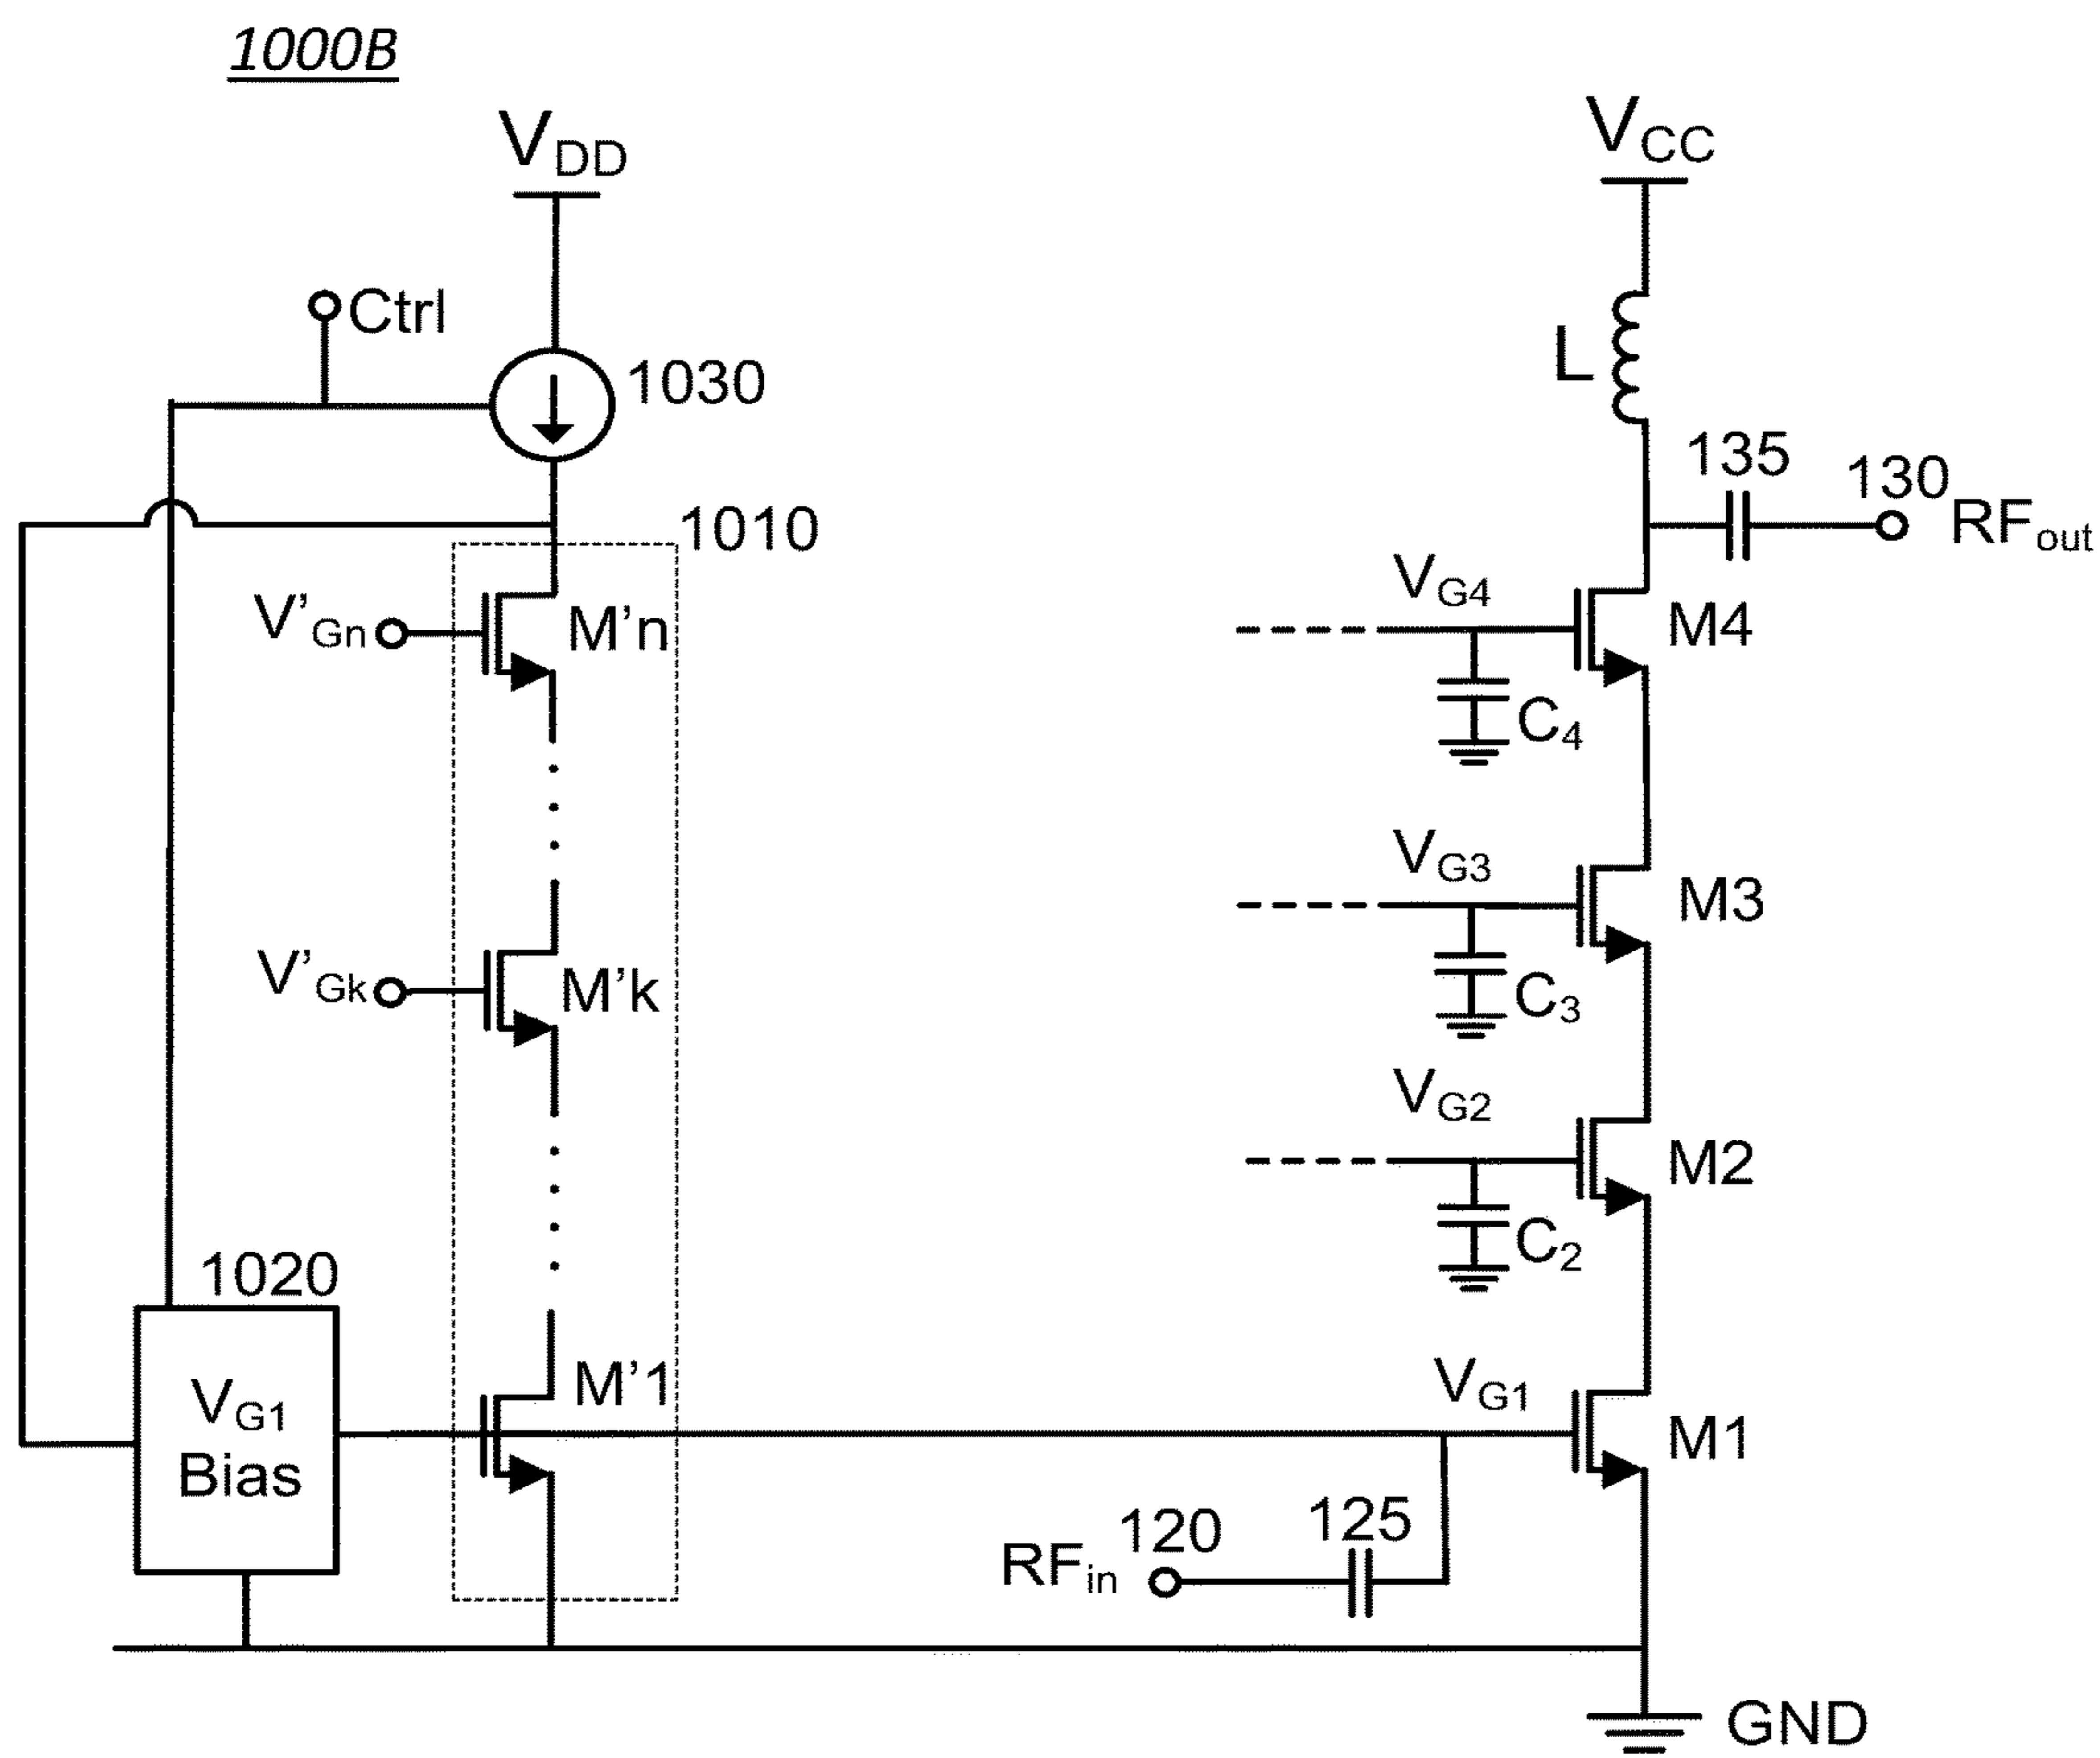 1000B
VDD
VCC
Ctrl
1030
L
135
130
RFout
1010
V'Gn
M'n
VG4
M4
C4
VG3
M3
V'Gk
M'k
C3
VG2
M2
C2
1020
VG1
Bias
M'1
VG1
M1
RFin
120
125
GND